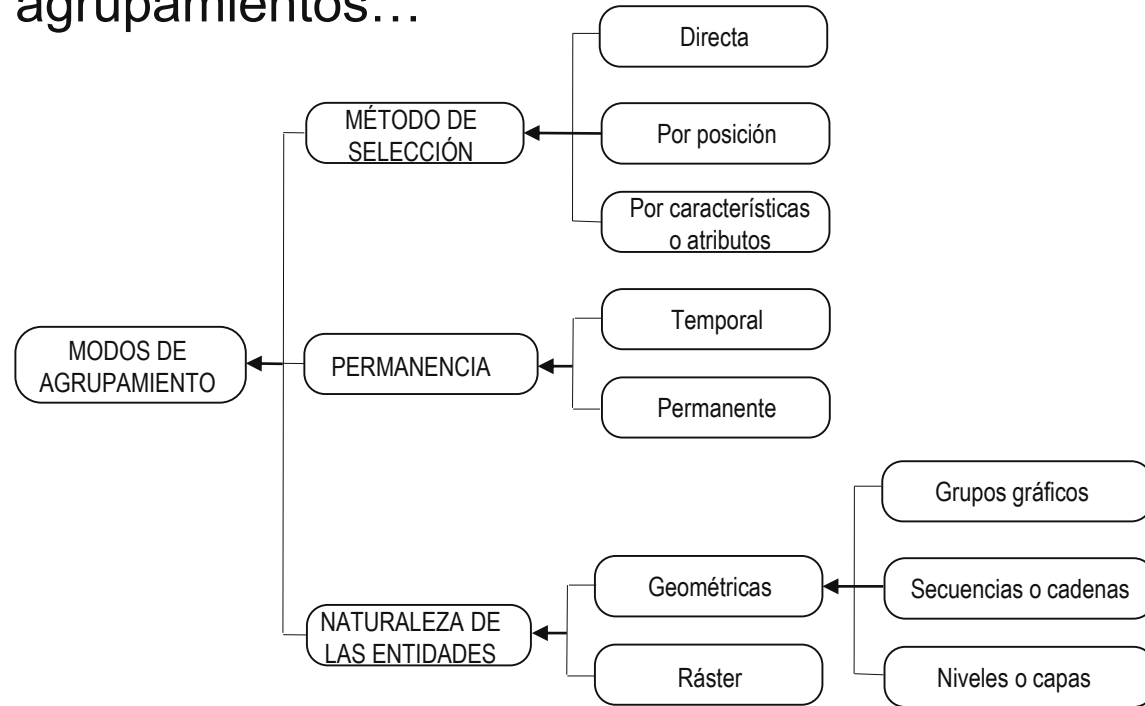 agrupamientos…
Directa
MÉTODO DE
SELECCIÓN
Por posición
Por características
o atributos
Temporal
MODOS DE
AGRUPAMIENTO
PERMANENCIA
Permanente
Grupos gráficos
Geométricas
Secuencias o cadenas
NATURALEZA DE
LAS ENTIDADES
Ráster
Niveles o capas